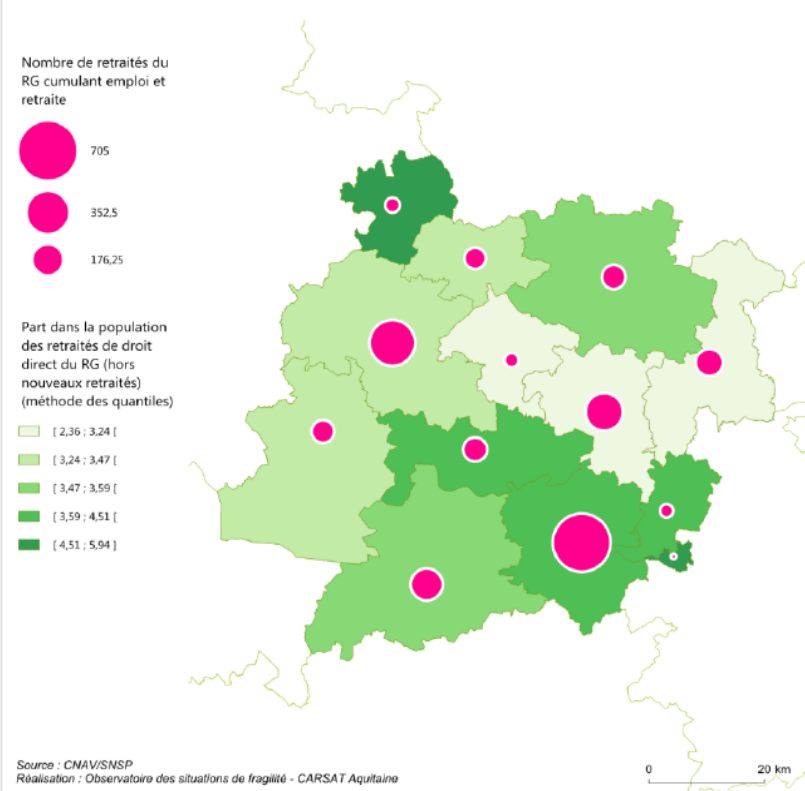 Nombre de retraités du
RG cumulant emploi et
retraite
705
352,5
176,25
Part dans la population
des retraités de droit
direct du RG (hors
nouveaux retraités)
(méthode des quantiles)
[ 2,36 ; 3,24 [
[ 3,24 ; 3,47 [
[ 3,47 ; 3,59 [
[ 3,59 ; 4,51 [
[ 4,51 ; 5,94 ]
Source : CNAV/SNSP
Réalisation : Observatoire des situations de fragilité - CARSAT Aquitaine
0 20 km